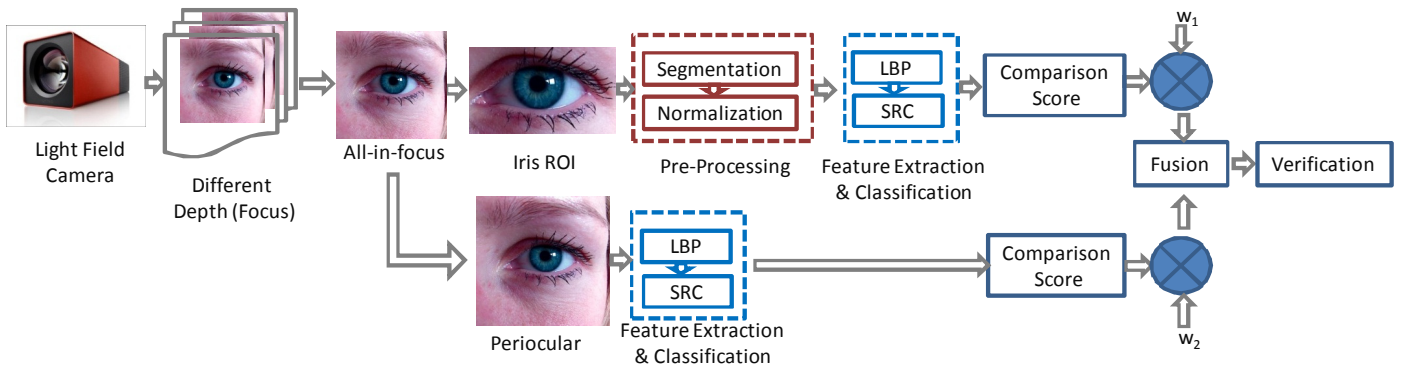 Light Field
Camera
Different
Depth (Focus)
All-in-focus
Iris ROI
Segmentation
Normalization
Pre-Processing
LBP
SRC
Feature Extraction
& Classification
Comparison
Score
w1
Fusion
Verification
Periocular
LBP
SRC
Feature Extraction
& Classification
Comparison
Score
w2